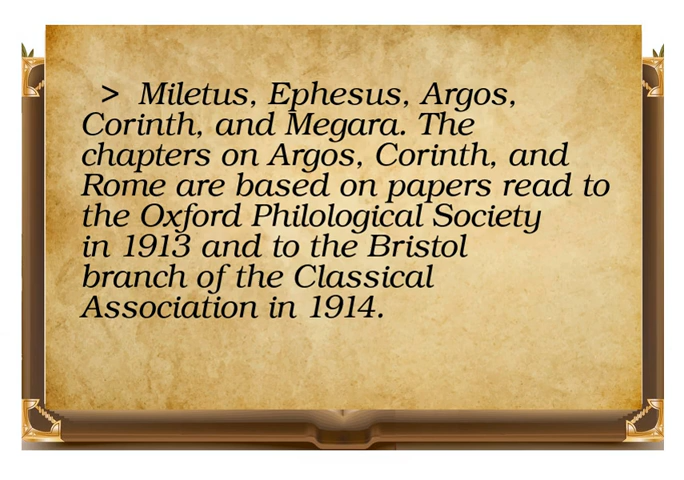 > Miletus, Ephesus, Argos,
Corinth, and Megara. The
chapters on Argos, Corinth, and
Rome are based on papers read to
the Oxford Philological Society
in 1913 and to the Bristol
branch of the Classical
Association in 1914.